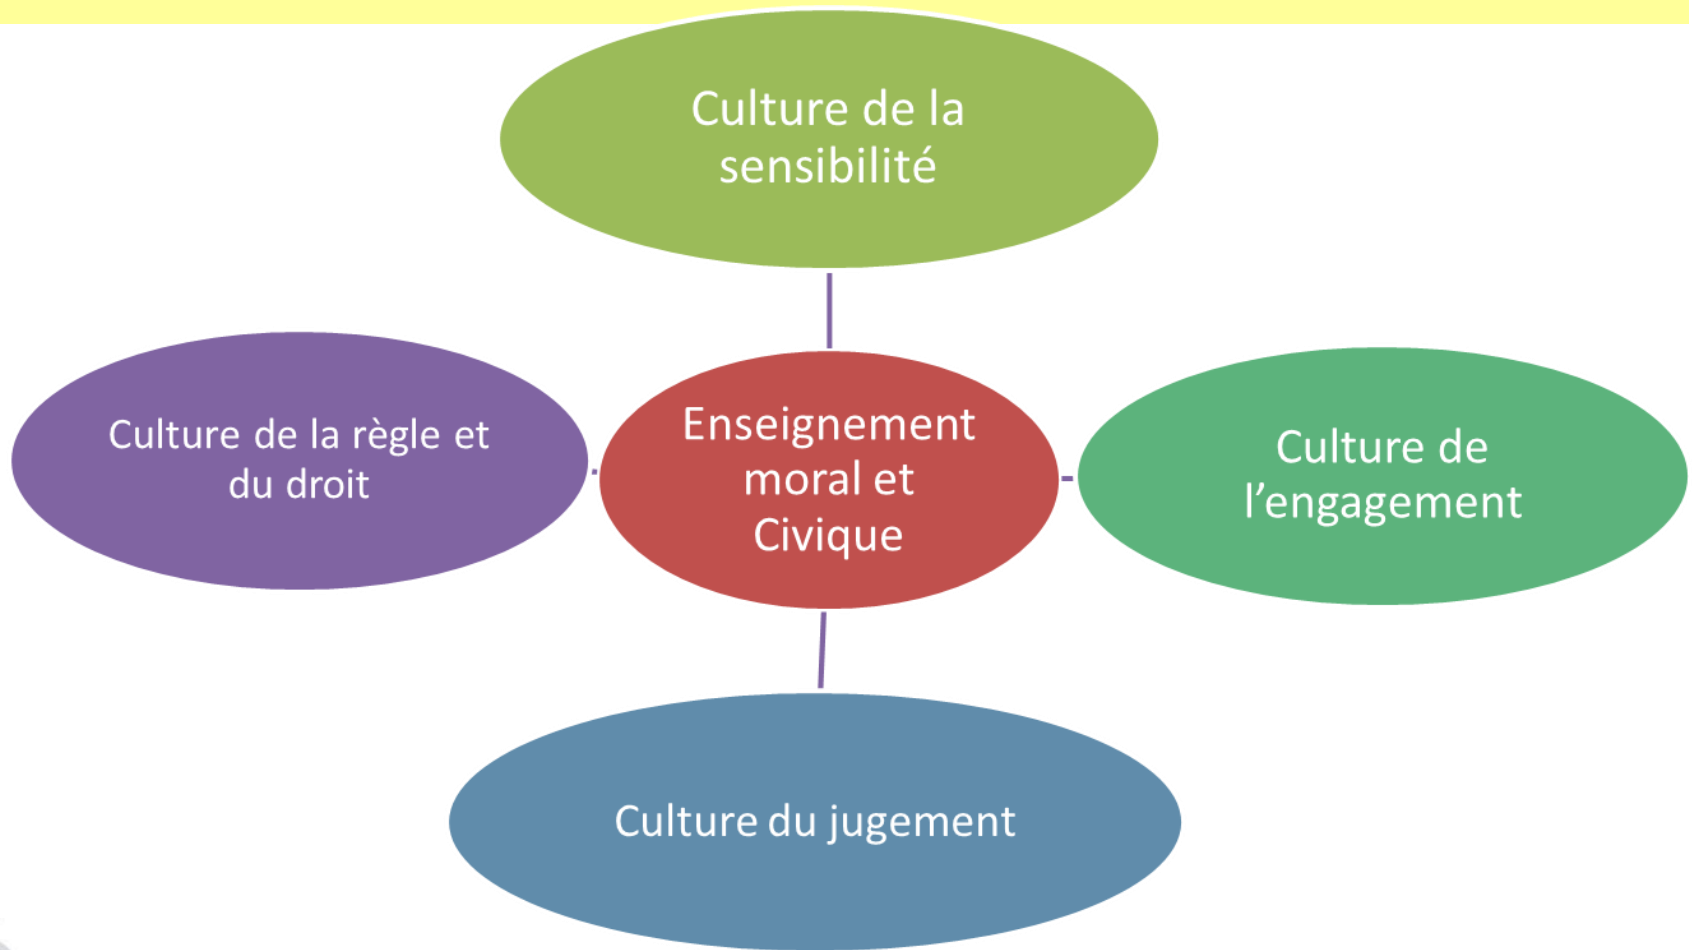 Culture de la
sensibilité
Culture de la règle et
du droit
Enseignement
moral et
Civique
Culture de
l’engagement
Culture du jugement